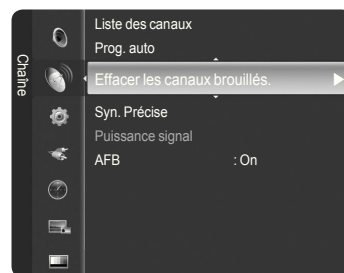 Chaîne
Liste des canaux
Prog. auto
Effacer les canaux brouillés.
Syn. Précise
Puissance signal
AFB : On